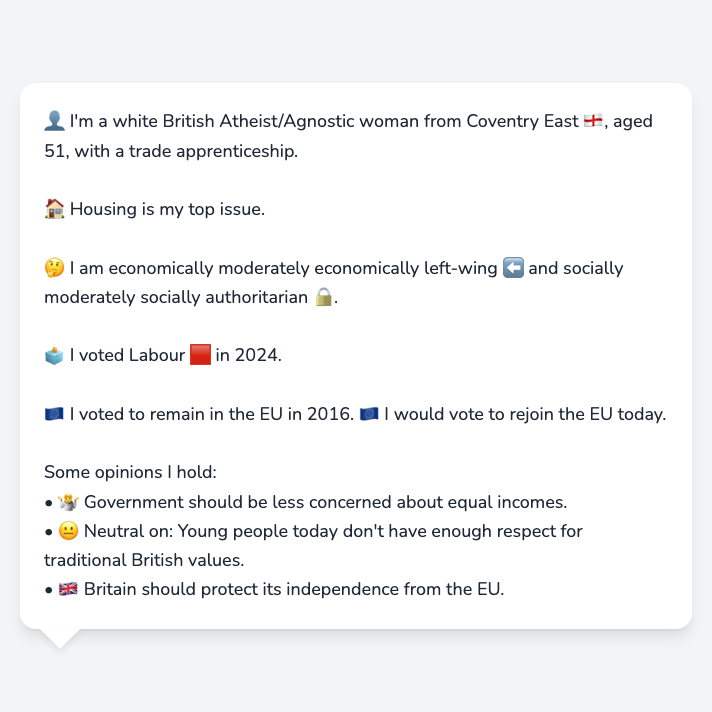 👤 I'm a white British Atheist/Agnostic woman from Coventry East 🏴󠁧󠁢󠁥󠁮󠁧󠁿, aged
51, with a trade apprenticeship.
🏠 Housing is my top issue.
🤔 I am economically moderately economically left-wing ⬅️ and socially
moderately socially authoritarian 🔒.
🗳️ I voted Labour 🟥 in 2024.
🇪🇺 I voted to remain in the EU in 2016. 🇪🇺 I would vote to rejoin the EU today.
Some opinions I hold:
• 🤷 Government should be less concerned about equal incomes.
• 😐 Neutral on: Young people today don't have enough respect for
traditional British values.
• 🇬🇧 Britain should protect its independence from the EU.